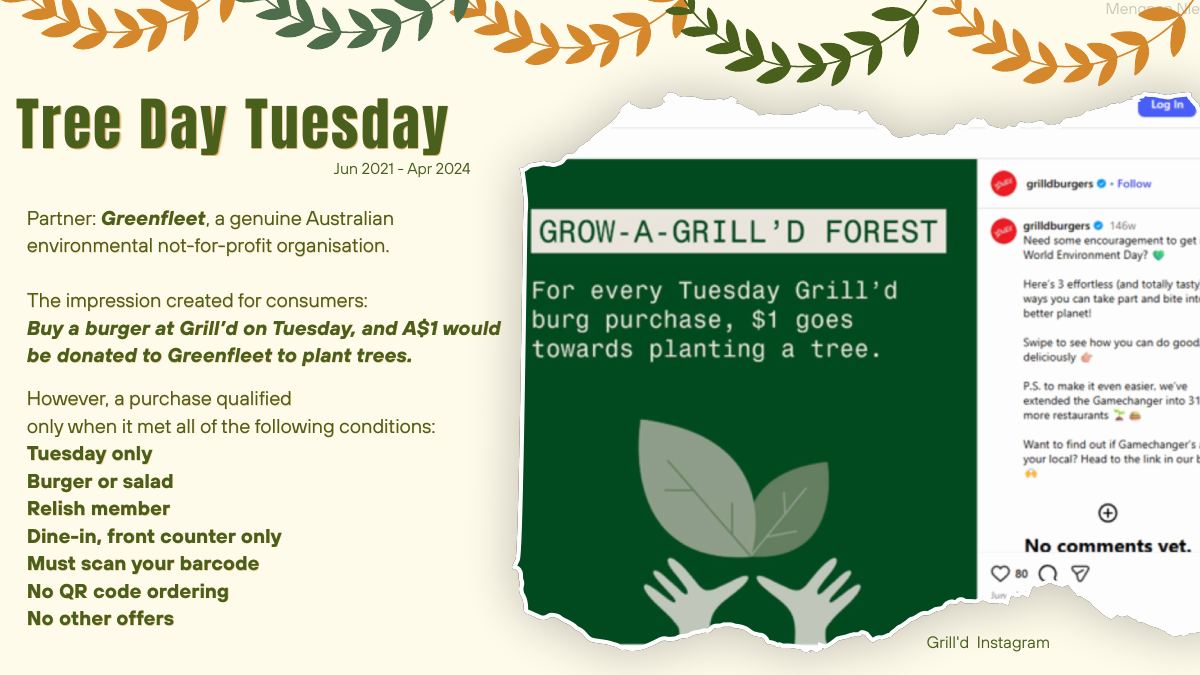 Tree Day Tuesday
Jun 2021 - Apr 2024
Partner: Greenfleet, a genuine Australian
environmental not-for-profit organisation.
The impression created for consumers:
Buy a burger at Grill’d on Tuesday, and A$1 would
be donated to Greenfleet to plant trees.
However, a purchase qualified
only when it met all of the following conditions:
Tuesday only
Burger or salad
Relish member
Dine-in, front counter only
Must scan your barcode
No QR code ordering
No other offers
GROW-A-GRILL’D FOREST
For every Tuesday Grill’d
burg purchase, $1 goes
towards planting a tree.
Log In
grilldburgers • Follow
grilldburgers 146w
Need some encouragement to get
World Environment Day? 💚
Here's 3 effortless (and totally tasty
ways you can take part and bite
better planet!
Swipe to see how you can do good
deliciously 👉🏼
P.S. to make it even easier, we've
extended the Gamechanger into 31
more restaurants 🌱 🍔
Want to find out if Gamechanger's
your local? Head to the link in our
🙌
No comments yet.
80
Jun
Grill'd Instagram